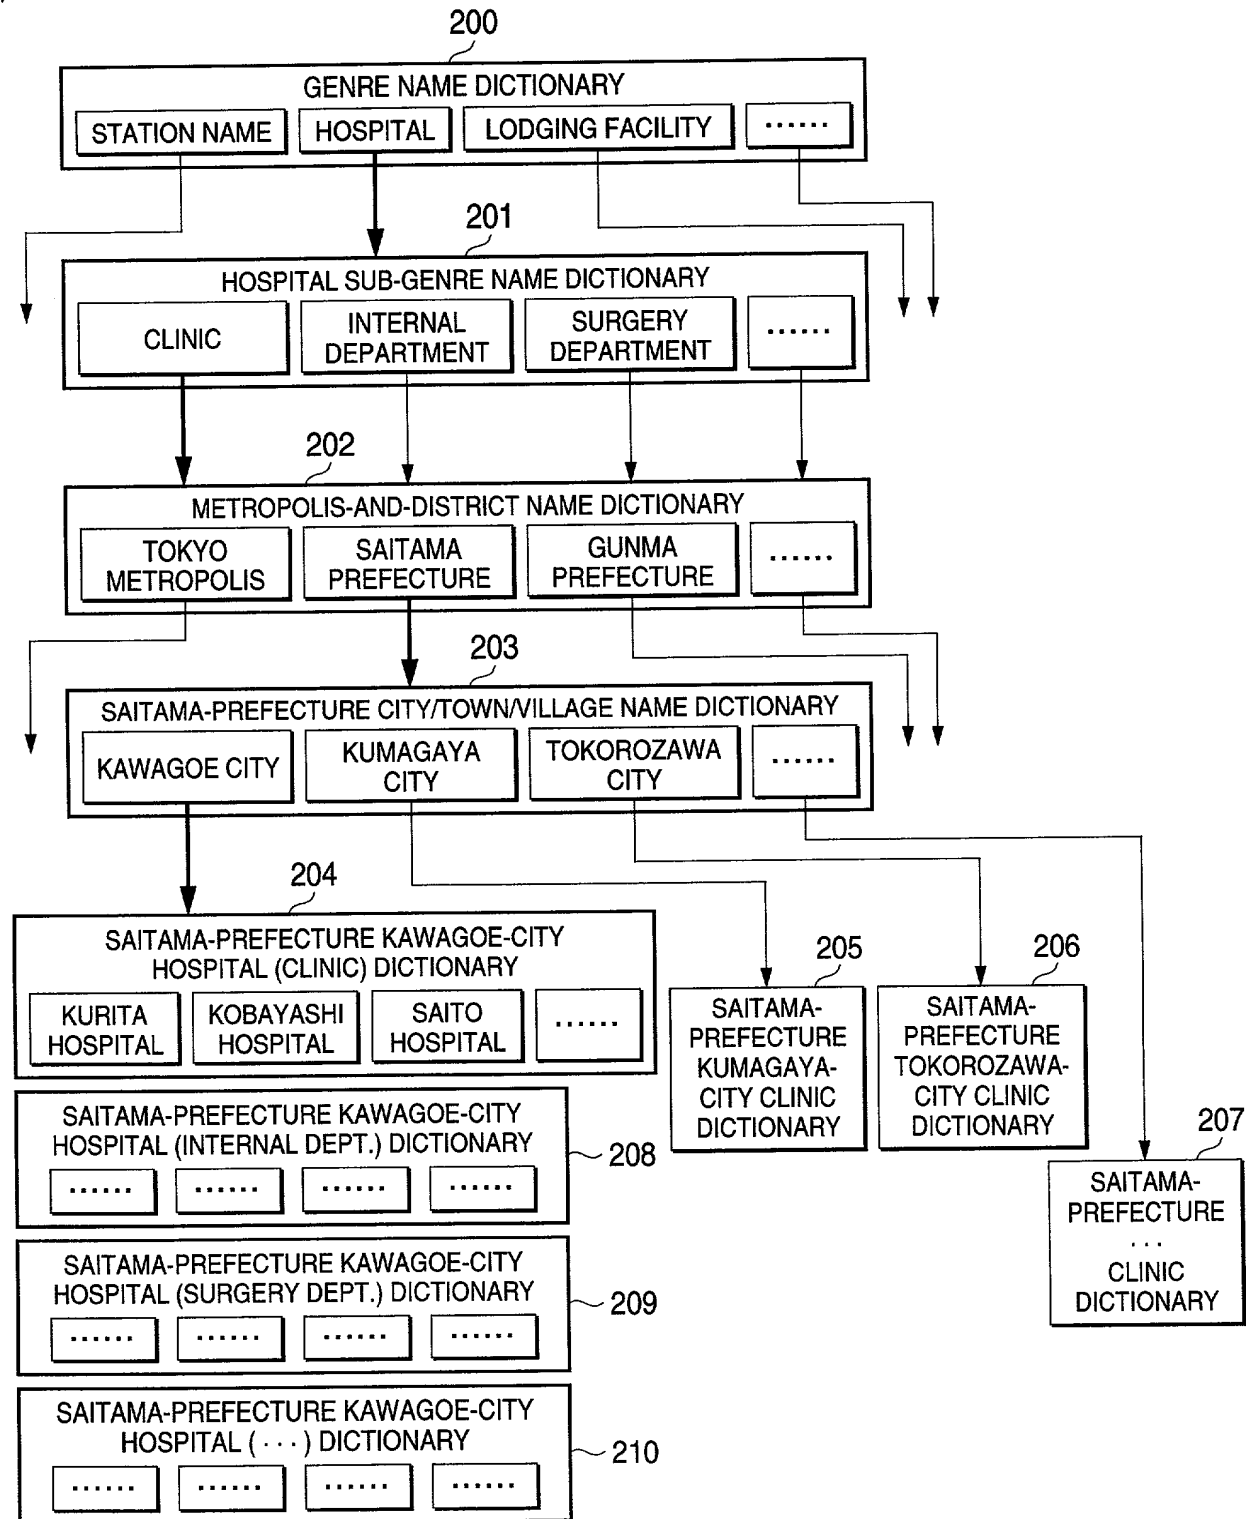 200
GENRE NAME DICTIONARY
STATION NAME
HOSPITAL
LODGING FACILITY
......
201
HOSPITAL SUB-GENRE NAME DICTIONARY
CLINIC
INTERNAL
DEPARTMENT
SURGERY
DEPARTMENT
......
202
METROPOLIS-AND-DISTRICT NAME DICTIONARY
TOKYO
METROPOLIS
SAITAMA
PREFECTURE
GUNMA
PREFECTURE
......
203
SAITAMA-PREFECTURE CITY/TOWN/VILLAGE NAME DICTIONARY
KAWAGOE CITY
KUMAGAYA
CITY
TOKOROZAWA
CITY
......
204
SAITAMA-PREFECTURE KAWAGOE-CITY
HOSPITAL (CLINIC) DICTIONARY
KURITA
HOSPITAL
KOBAYASHI
HOSPITAL
SAITO
HOSPITAL
......
205
SAITAMA-
PREFECTURE
KUMAGAYA-
CITY CLINIC
DICTIONARY
206
SAITAMA-
PREFECTURE
TOKOROZAWA-
CITY CLINIC
DICTIONARY
207
SAITAMA-
PREFECTURE
...
CLINIC
DICTIONARY
SAITAMA-PREFECTURE KAWAGOE-CITY
HOSPITAL (INTERNAL DEPT.) DICTIONARY
......
......
......
......
208
SAITAMA-PREFECTURE KAWAGOE-CITY
HOSPITAL (SURGERY DEPT.) DICTIONARY
......
......
......
......
209
SAITAMA-PREFECTURE KAWAGOE-CITY
HOSPITAL (...) DICTIONARY
......
......
......
......
210